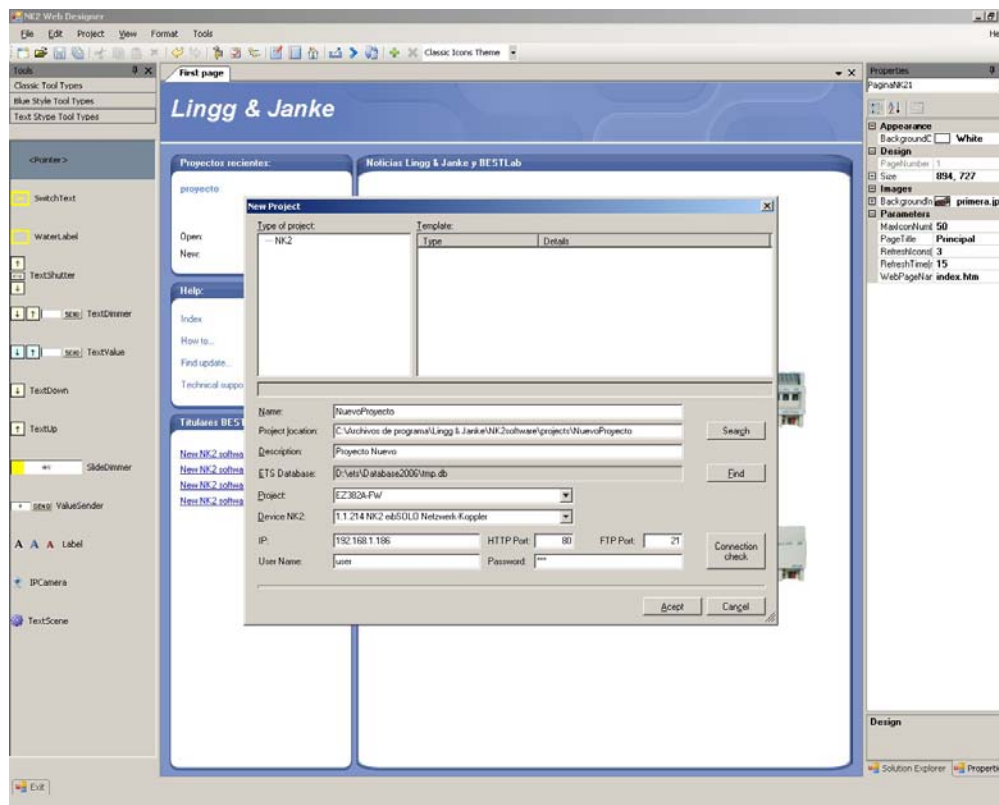 NK2 Web Designer
File Edit Project View Format Tools He
Classic Icons Theme
Tools
Classic Tool Types
Blue Style Tool Types
Text Stype Tool Types
<Pointer>
SwitchText
WaterLabel
TextShutter
SEND TextDimmer
SEND TextValue
TextDown
TextUp
SlideDimmer
SEND ValueSender
A A A Label
IPCamera
TextScene
Exit
First page
Lingg & Janke
Proyectos recientes:
proyecto
Open:
New:
Help:
Index
How to...
Find update...
Technical suppo
Titulares BEST
New NK2 softwa
New NK2 softwa
New NK2 softwa
New NK2 softwa
Noticias Lingg & Janke y BESTLab
New Project
Type of project:
NK2
Template:
Type Details
Name: NuevoProyecto
Project location: C:\Archivos de programa\Lingg & Janke\NK2software\projects\NuevoProyecto Search
Description: Proyecto Nuevo
ETS Database: D:\ets\Database2006\tmp.db Find
Project: EZ382A-FW
Device NK2: 1.1.214 NK2 eibSOLO Netzwerk-Koppler
IP: 192.168.1.186 HTTP Port: 80 FTP Port: 21
User Name: user Password: ***
Connection check
Acept Cancel
Properties
PaginaNK21
Appearance
BackgroundC White
Design
PageNumber 1
Size 894, 727
Images
BackgroundIn primera.jp
Parameters
MaxIconNumb 50
PageTitle Principal
RefreshIcons( 3
RefreshTime(r 15
WebPageNar index.htm
Design
Solution Explorer Properti